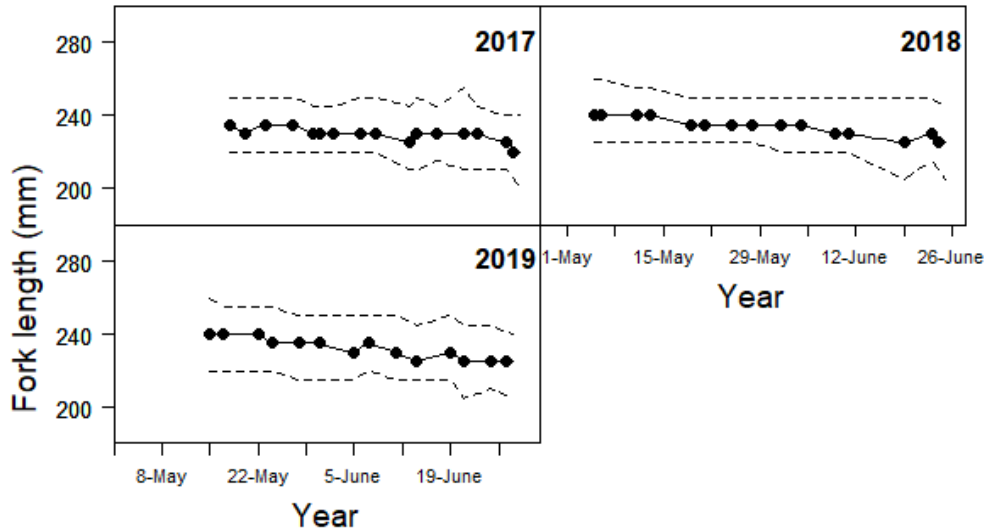 2017
2018
280
240
200
Fork length (mm)
2019
1-May 15-May 29-May 12-June 26-June
Year
280
240
200
8-May 22-May 5-June 19-June
Year